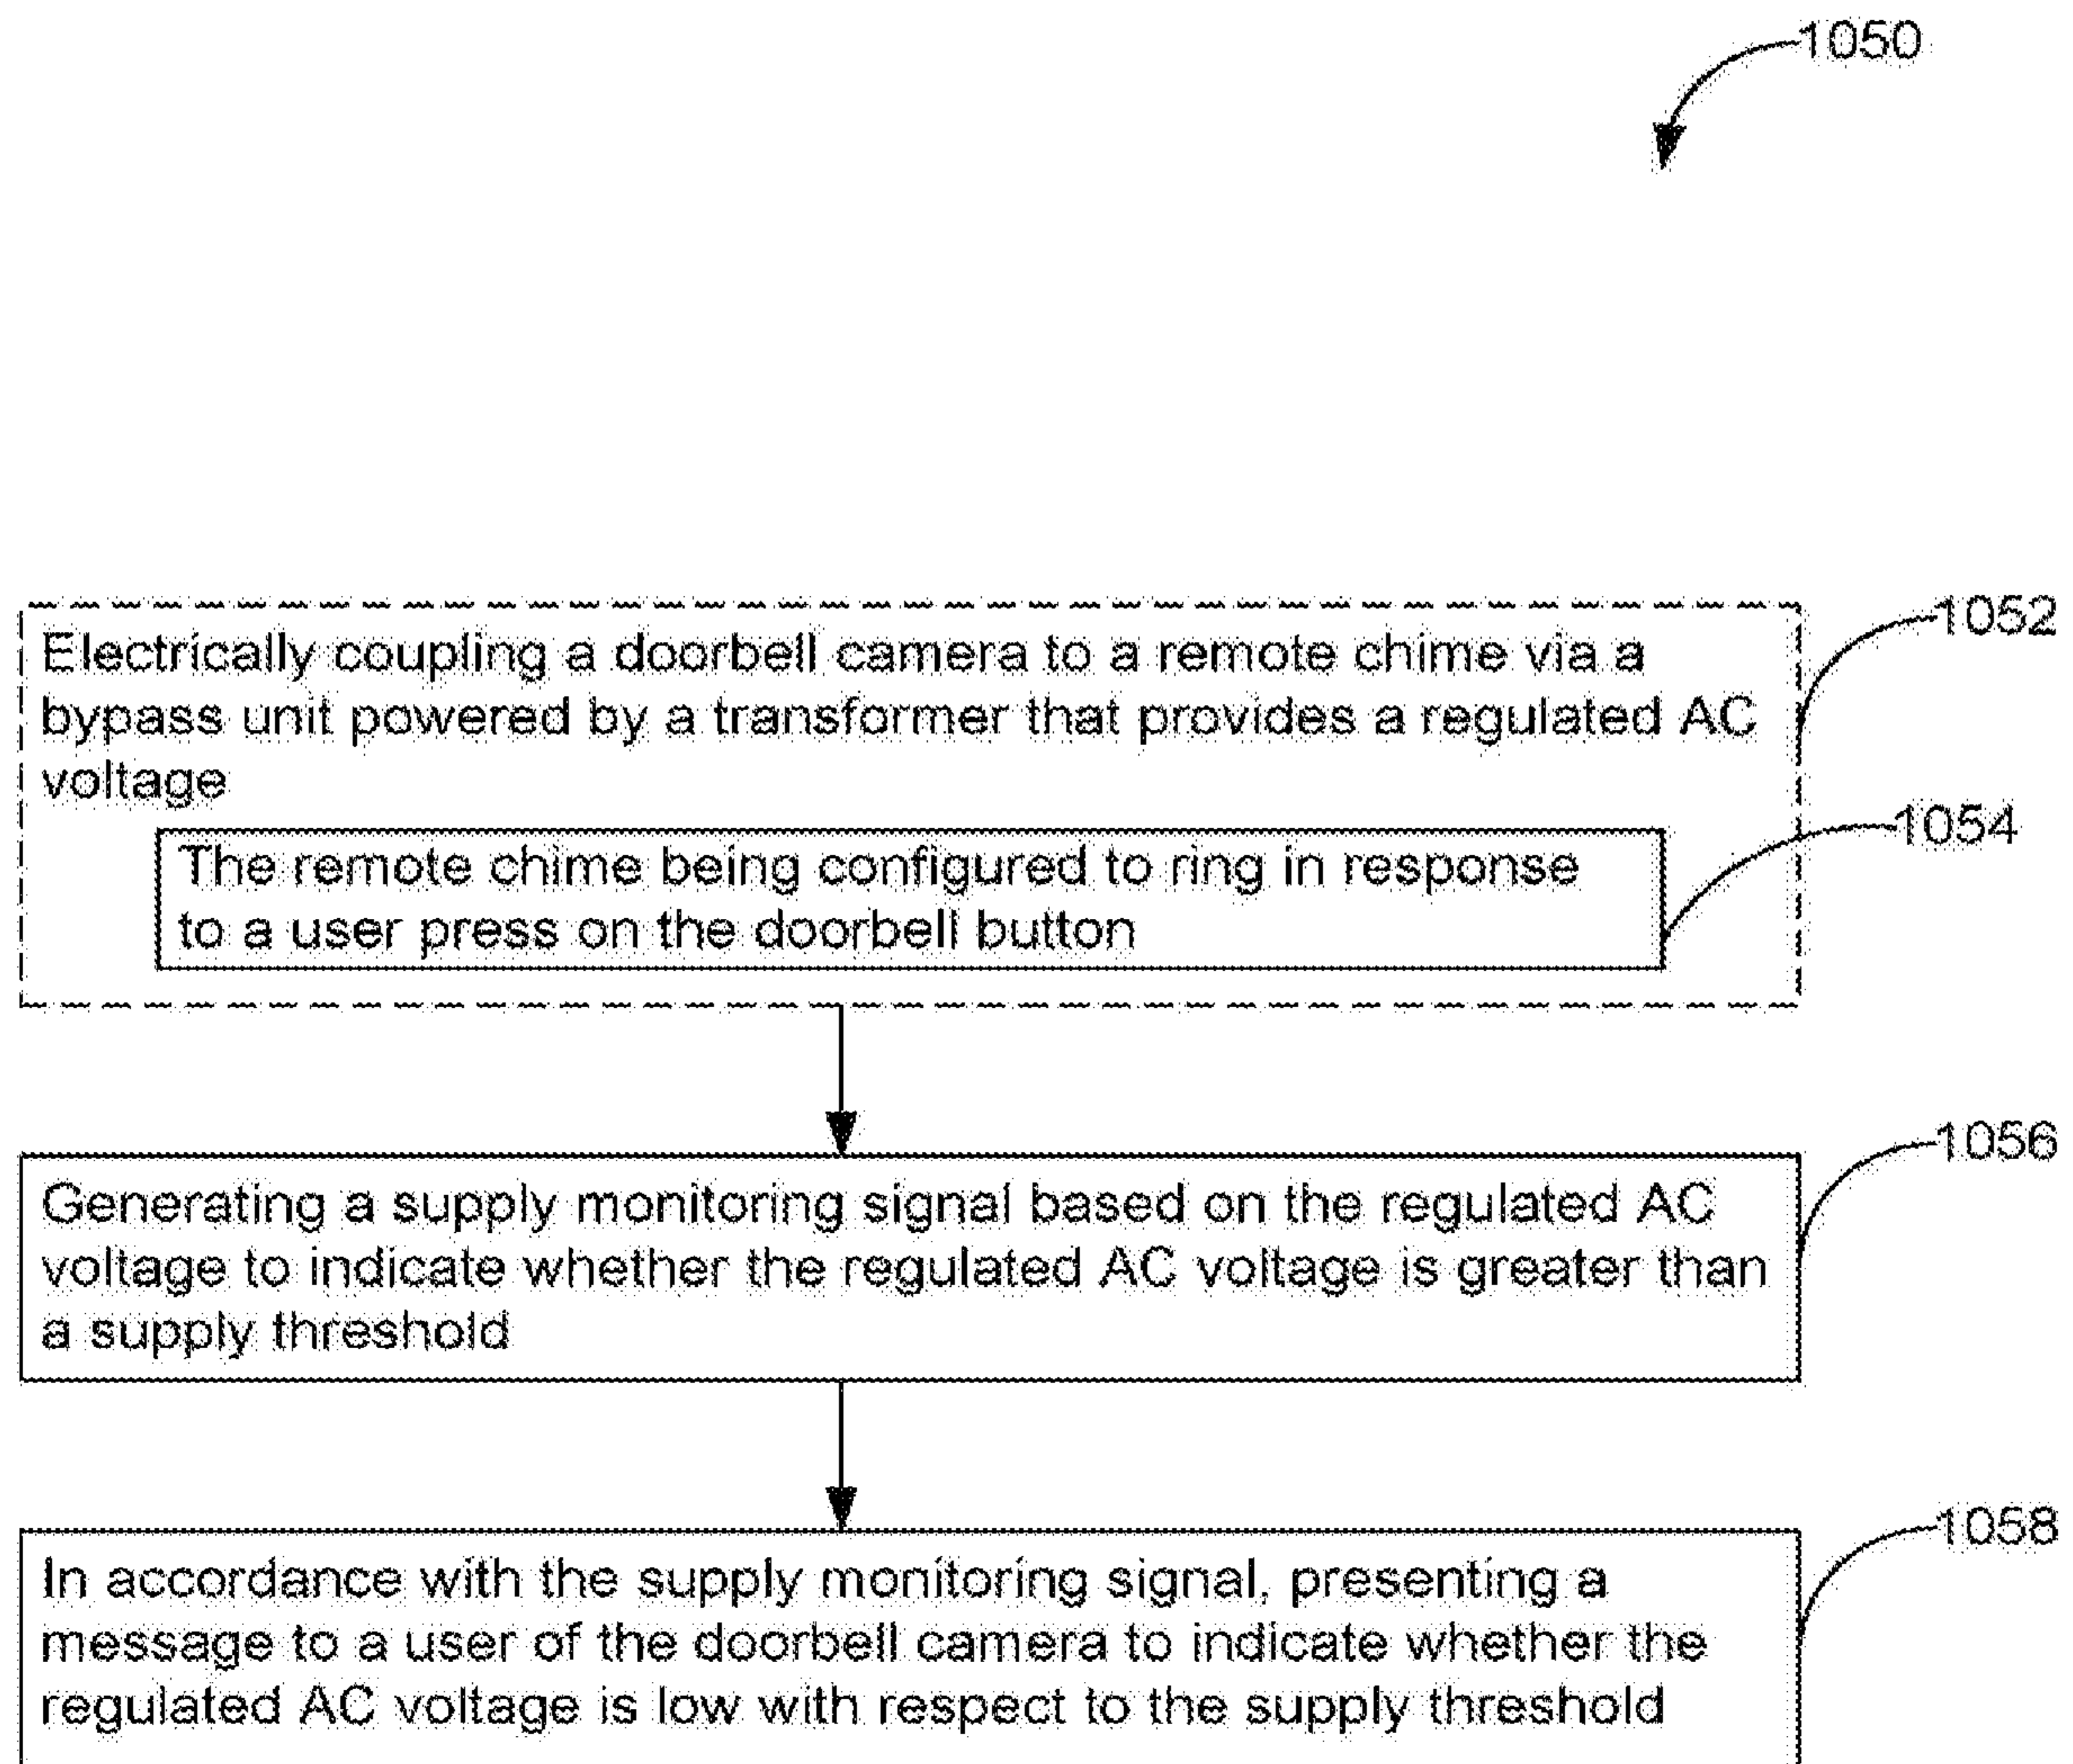 1050
1052
Electrically coupling a doorbell camera to a remote chime via a
bypass unit powered by a transformer that provides a regulated AC
voltage
1054
The remote chime being configured to ring in response
to a user press on the doorbell button
1056
Generating a supply monitoring signal based on the regulated AC
voltage to indicate whether the regulated AC voltage is greater than
a supply threshold
1058
In accordance with the supply monitoring signal, presenting a
message to a user of the doorbell camera to indicate whether the
regulated AC voltage is low with respect to the supply threshold